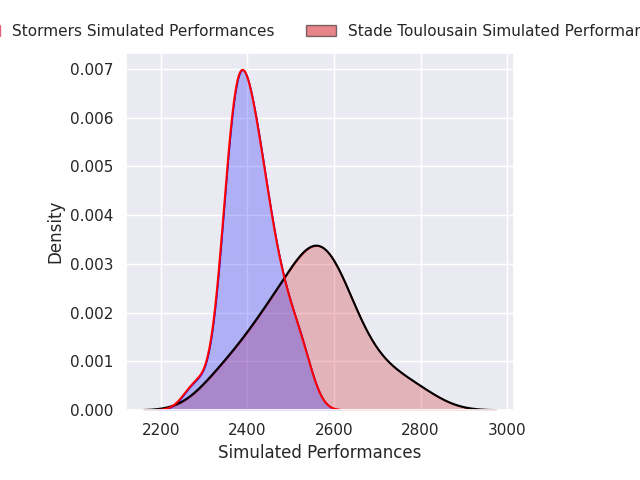 Stormers Simulated Performances
Stade Toulousain Simulated
0.007
0.006
0.005
0.004
0.003
0.002
0.001
0.000
Density
2200 2400 2600 2800 3000
Simulated Performances